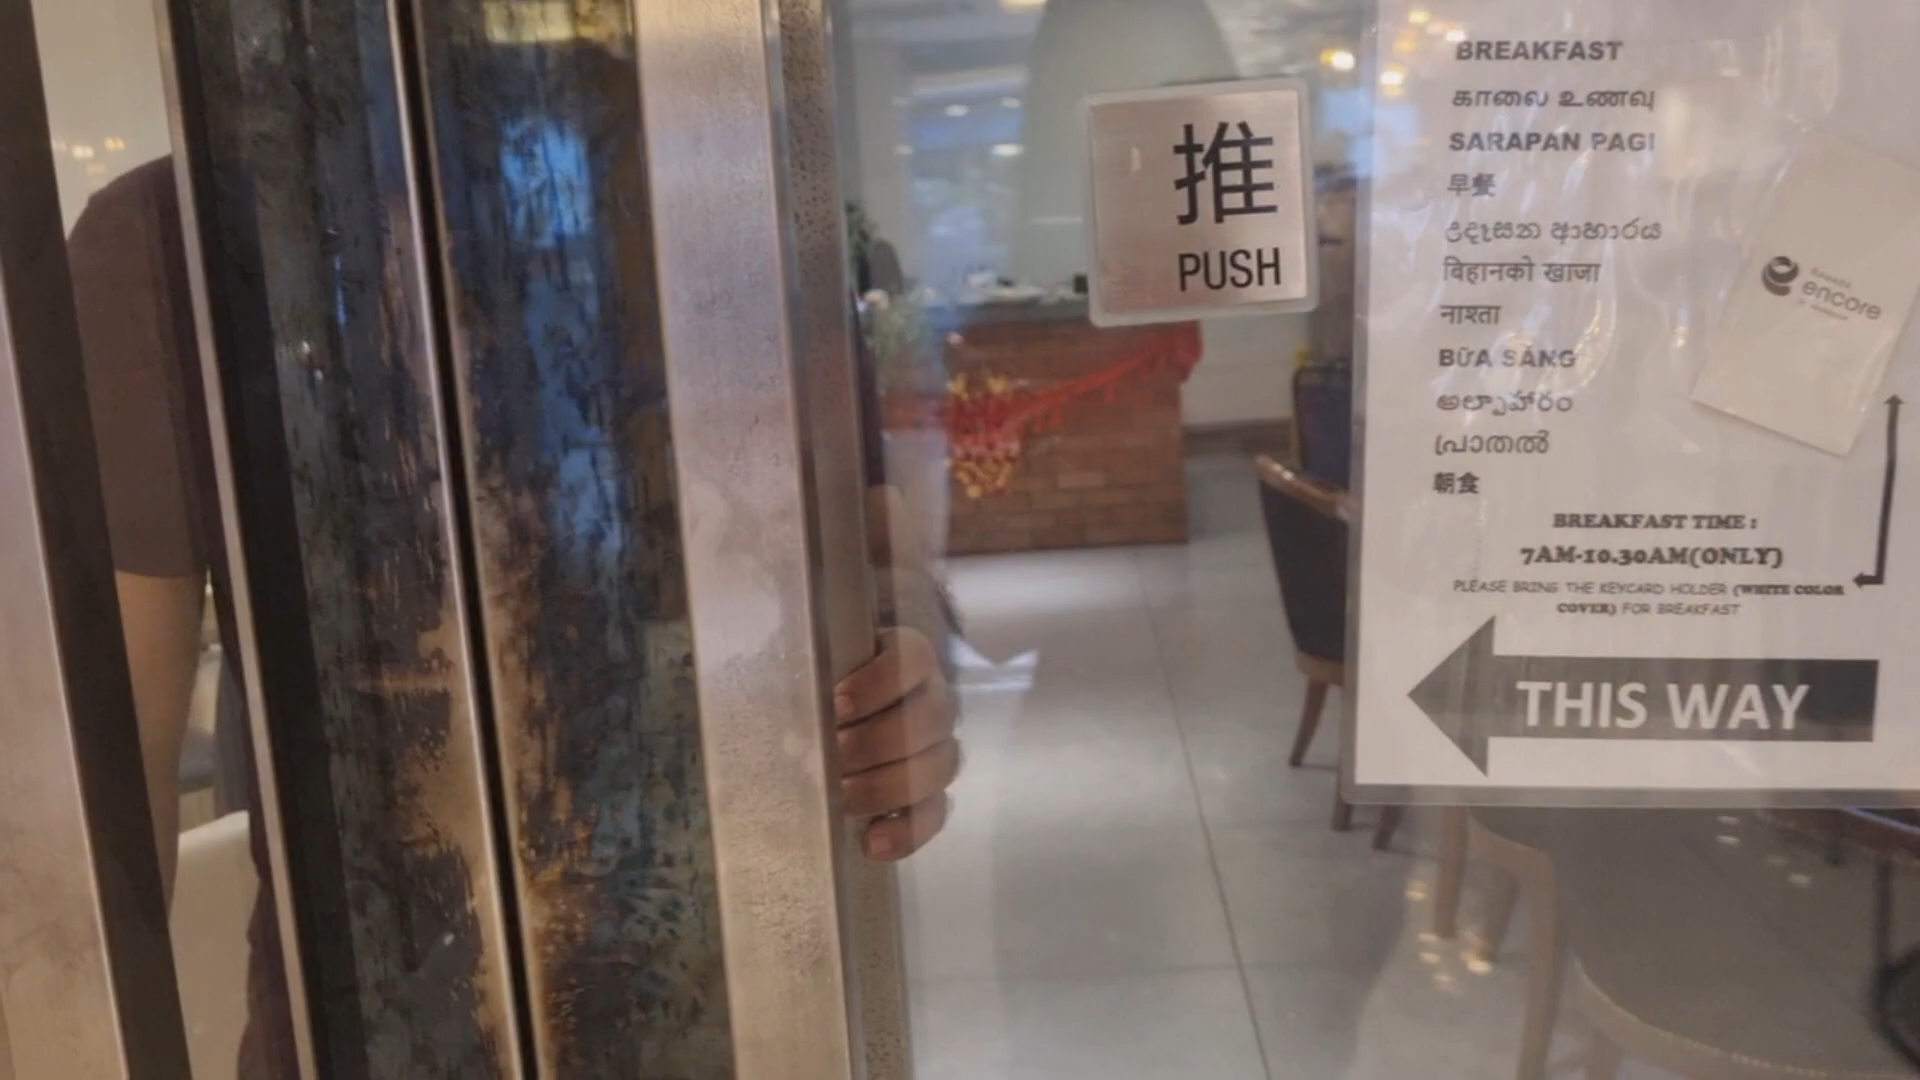 推
PUSH
BREAKFAST
காலை உணவு
SARAPAN PAGI
早餐
උදෑසන ආහාරය
बिहानको खाजा
नाश्ता
BỮA SÁNG
అల్పాహారం
പ്രാതൽ
朝食
encore
BREAKFAST TIME :
7AM-10.30AM(ONLY)
PLEASE BRING THE KEYCARD HOLDER (WHITE COLOR
COVER) FOR BREAKFAST
THIS WAY